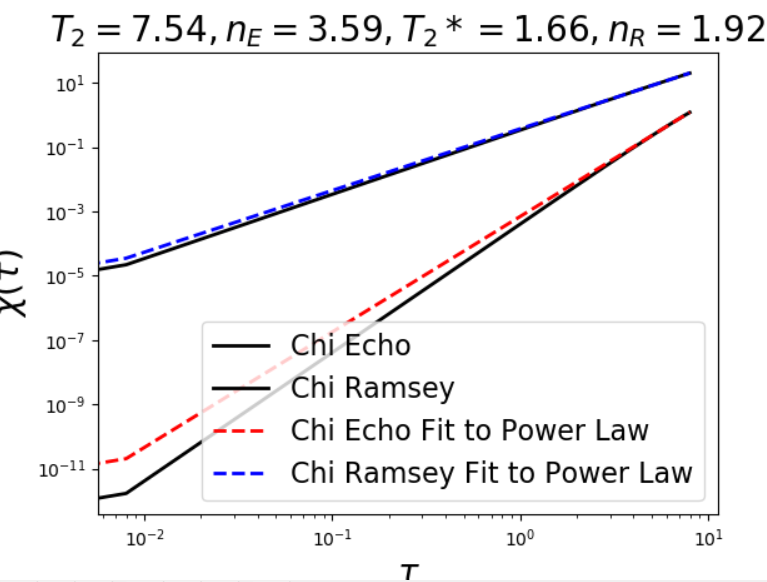 T₂ = 7.54, n_E = 3.59, T₂* = 1.66, n_R = 1.92
10¹
10⁻¹
10⁻³
10⁻⁵
10⁻⁷
10⁻⁹
10⁻¹¹
χ(τ)
Chi Echo
Chi Ramsey
Chi Echo Fit to Power Law
Chi Ramsey Fit to Power Law
10⁻²
10⁻¹
10⁰
10¹